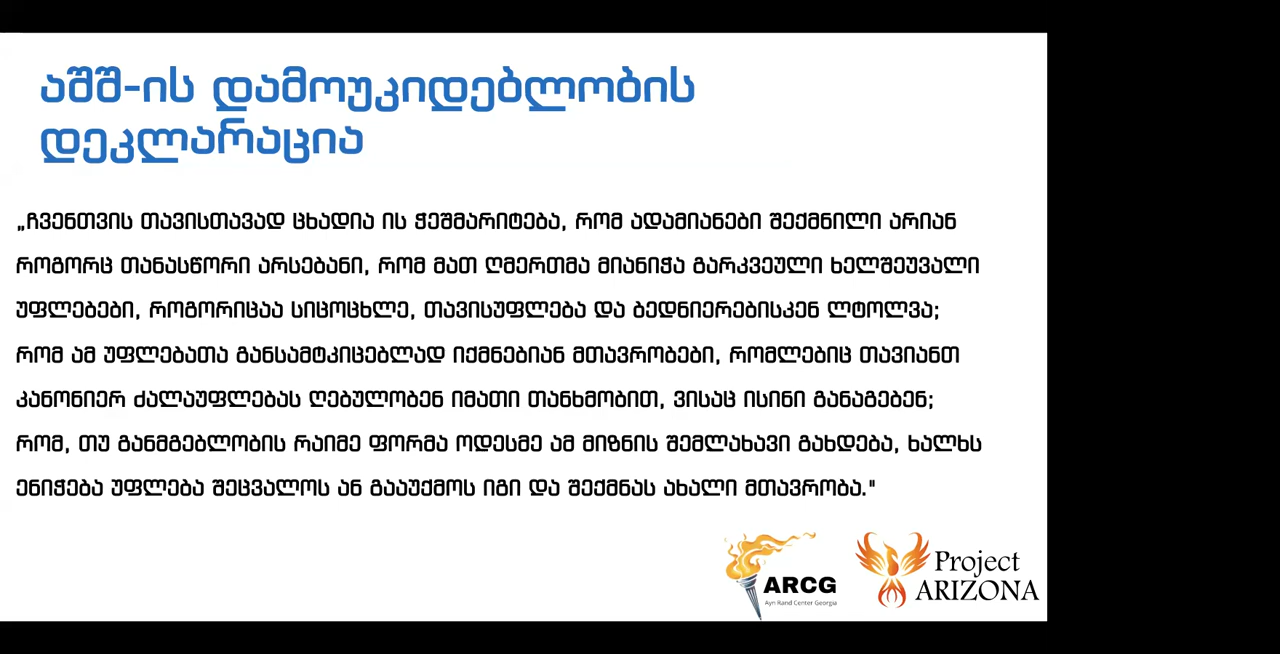 აშშ-ის დამოუკიდებლობის
დეკლარაცია
„ჩვენთვის თავისთავად ცხადია ის ჭეშმარიტება, რომ ადამიანები შექმნილი არიან
როგორც თანასწორი არსებანი, რომ მათ ღმერთმა მიანიჭა გარკვეული ხელშეუვალი
უფლებები, როგორიცაა სიცოცხლე, თავისუფლება და ბედნიერებისკენ ლტოლვა;
რომ ამ უფლებათა განსამტკიცებლად იქმნებიან მთავრობები, რომლებიც თავიანთ
კანონიერ ძალაუფლებას ღებულობენ იმათი თანხმობით, ვისაც ისინი განაგებენ;
რომ, თუ განმგებლობის რაიმე ფორმა ოდესმე ამ მიზნის შემლახავი გახდება, ხალხს
ენიჭება უფლება შეცვალოს ან გააუქმოს იგი და შექმნას ახალი მთავრობა."
ARCG
Ayn Rand Center Georgia
Project
ARIZONA